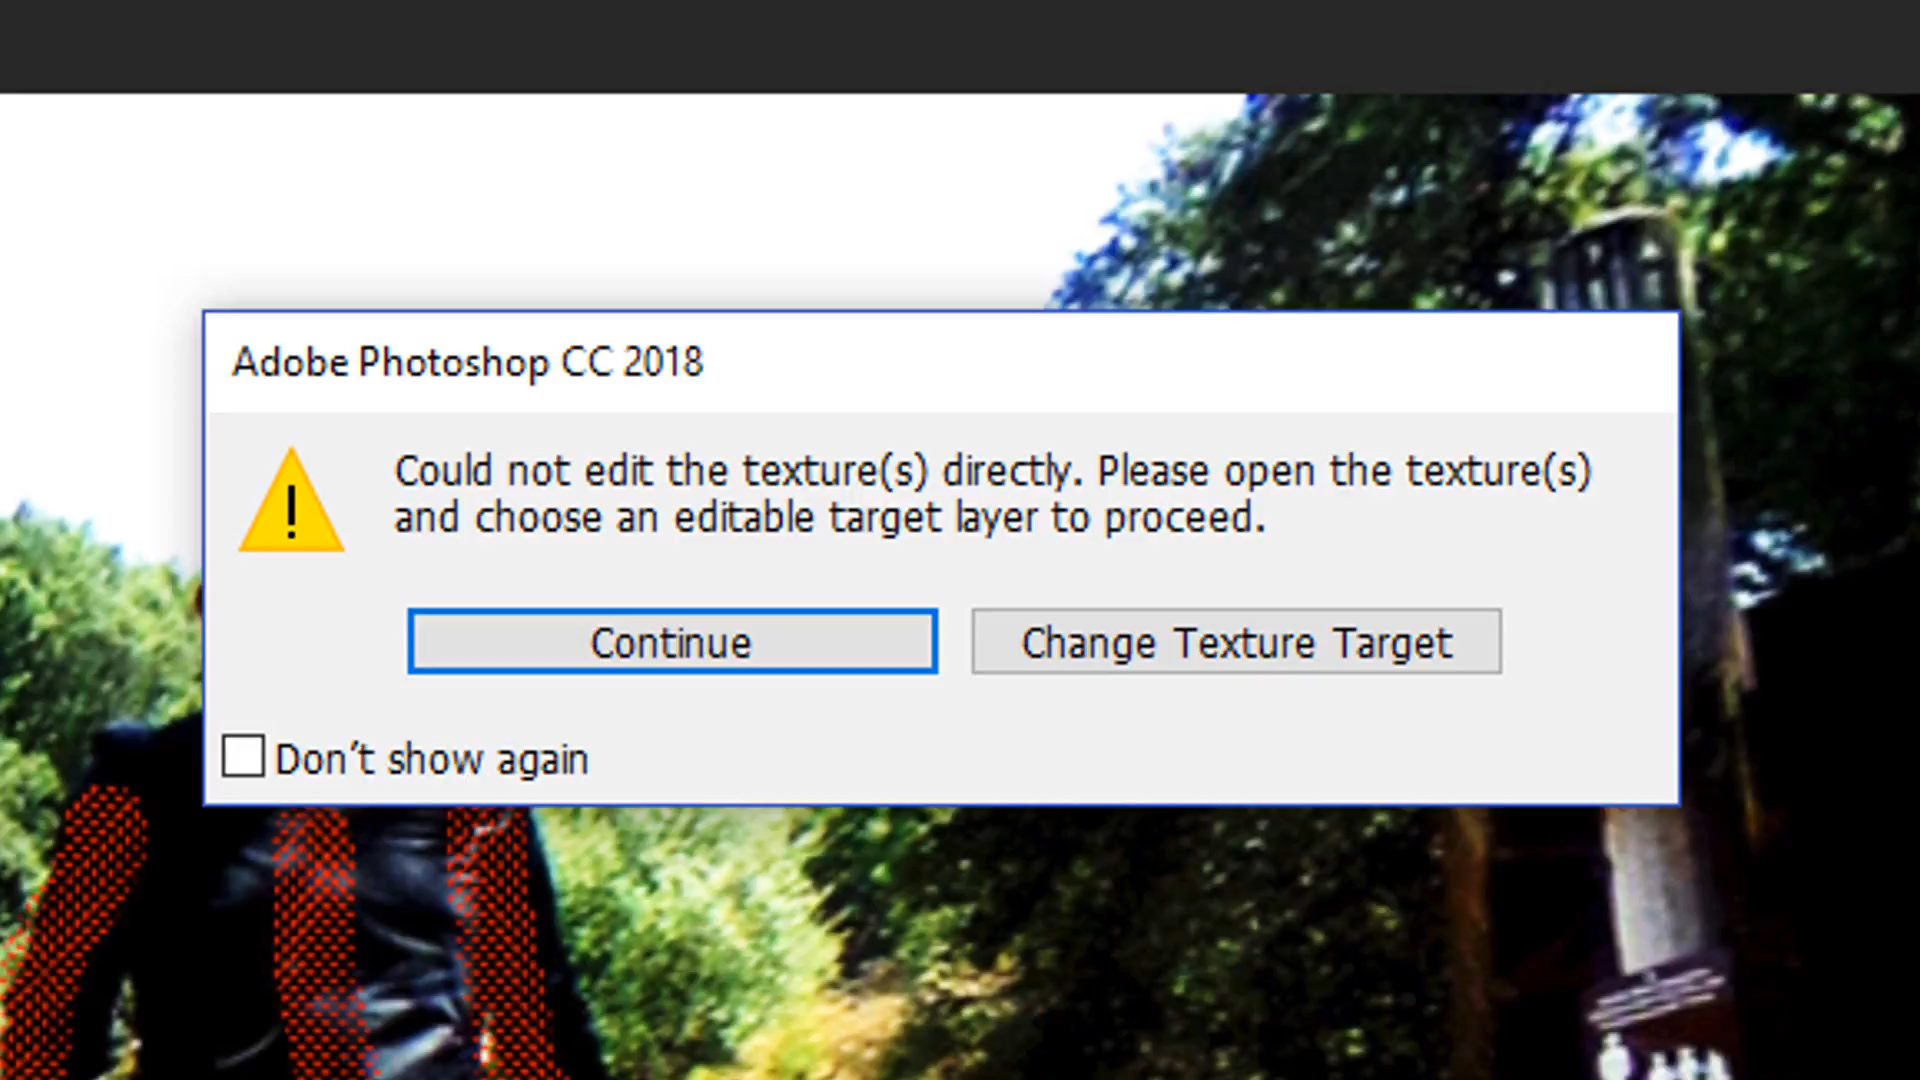 Adobe Photoshop CC 2018
Could not edit the texture(s) directly. Please open the texture(s)
and choose an editable target layer to proceed.
Continue
Change Texture Target
Don't show again